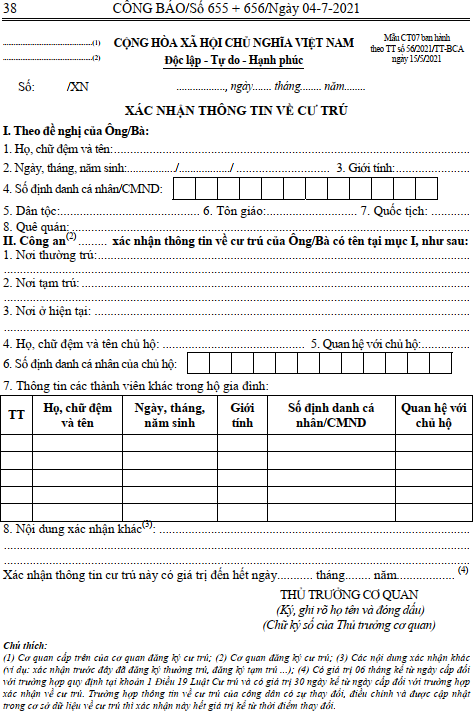 38 CÔNG BÁO/Số 655 + 656/Ngày 04-7-2021
..............................(1) CỘNG HÒA XÃ HỘI CHỦ NGHĨA VIỆT NAM Mẫu CT07 ban hành
..............................(2) Độc lập - Tự do - Hạnh phúc theo TT số 56/2021/TT-BCA
ngày 15/5/2021
Số: /XN .................., ngày....... tháng........ năm........
XÁC NHẬN THÔNG TIN VỀ CƯ TRÚ
I. Theo đề nghị của Ông/Bà:
1. Họ, chữ đệm và tên:..............................
2. Ngày, tháng, năm sinh:.............../.............../.............. 3. Giới tính:..................
4. Số định danh cá nhân/CMND:
5. Dân tộc:.............................. 6. Tôn giáo:......................... 7. Quốc tịch: ............
8. Quê quán:..............................
II. Công an(2) ......... xác nhận thông tin về cư trú của Ông/Bà có tên tại mục I, như sau:
1. Nơi thường trú:..............................
..............................
2. Nơi tạm trú:..............................
..............................
3. Nơi ở hiện tại:..............................
..............................
4. Họ, chữ đệm và tên chủ hộ:.............................. 5. Quan hệ với chủ hộ:.............
6. Số định danh cá nhân của chủ hộ:
7. Thông tin các thành viên khác trong hộ gia đình:
TT Họ, chữ đệm và tên Ngày, tháng, năm sinh Giới tính Số định danh cá nhân/CMND Quan hệ với chủ hộ
8. Nội dung xác nhận khác(3): ..............................
..............................
..............................
Xác nhận thông tin cư trú này có giá trị đến hết ngày........... tháng........ năm............... (4)
THỦ TRƯỞNG CƠ QUAN
(Ký, ghi rõ họ tên và đóng dấu)
(Chữ ký số của Thủ trưởng cơ quan)
Chú thích:
(1) Cơ quan cấp trên của cơ quan đăng ký cư trú; (2) Cơ quan đăng ký cư trú; (3) Các nội dung xác nhận khác
(ví dụ: xác nhận trước đây đã đăng ký thường trú, đăng ký tạm trú ...); (4) Có giá trị 06 tháng kể từ ngày cấp đối
với trường hợp quy định tại khoản 1 Điều 19 Luật Cư trú và có giá trị 30 ngày kể từ ngày cấp đối với trường hợp
xác nhận về cư trú. Trường hợp thông tin về cư trú của công dân có sự thay đổi, điều chỉnh và được cập nhật
trong cơ sở dữ liệu về cư trú thì xác nhận này hết giá trị kể từ thời điểm thay đổi.